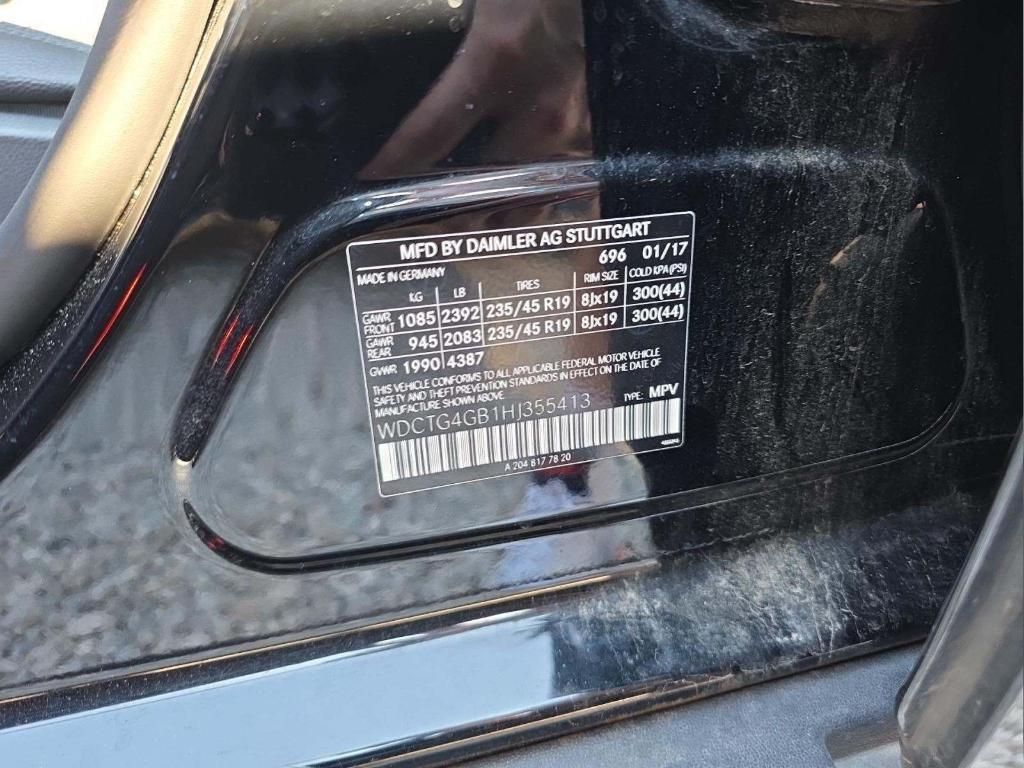 MFD BY DAIMLER AG STUTTGART
MADE IN GERMANY 696 01/17
KG LB TIRES RIM SIZE COLD KPA(PSI)
GAWR FRONT 1085 2392 235/45 R19 8Jx19 300(44)
GAWR REAR 945 2083 235/45 R19 8Jx19 300(44)
GVWR 1990 4387
THIS VEHICLE CONFORMS TO ALL APPLICABLE FEDERAL MOTOR VEHICLE
SAFETY AND THEFT PREVENTION STANDARDS IN EFFECT ON THE DATE OF
MANUFACTURE SHOWN ABOVE.
WDCTG4GB1HJ355413 TYPE: MPV
A 204 817 78 20